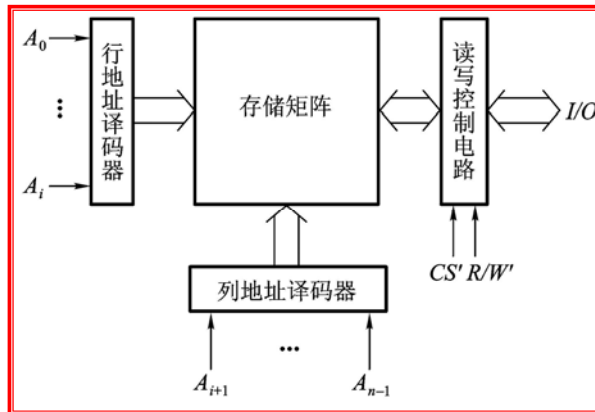 A₀
...
Aᵢ
行地址译码器
存储矩阵
读写控制电路
I/O
CS' R/W'
列地址译码器
...
Aᵢ₊₁
Aₙ₋₁